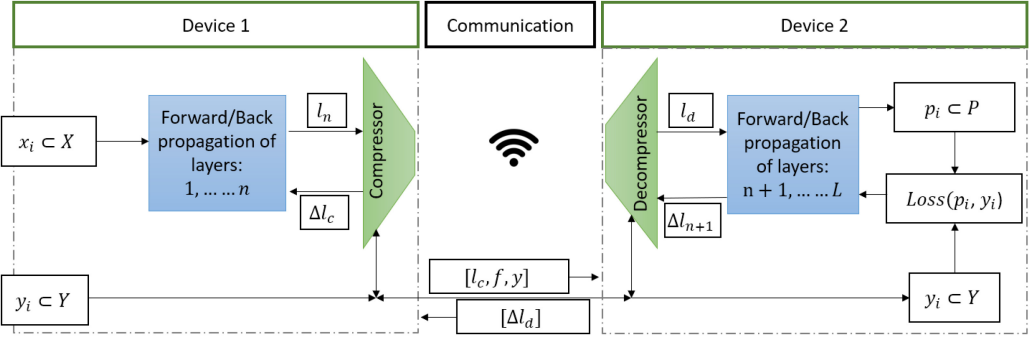 Device 1
Communication
Device 2
x_i ⊂ X
Forward/Back
propagation of
layers:
1, … … n
l_n
Δl_c
Compressor
Decompressor
l_d
Δl_{n+1}
Forward/Back
propagation
of layers:
n + 1, … … L
p_i ⊂ P
Loss(p_i, y_i)
y_i ⊂ Y
[l_c, f, y]
[Δl_d]
y_i ⊂ Y